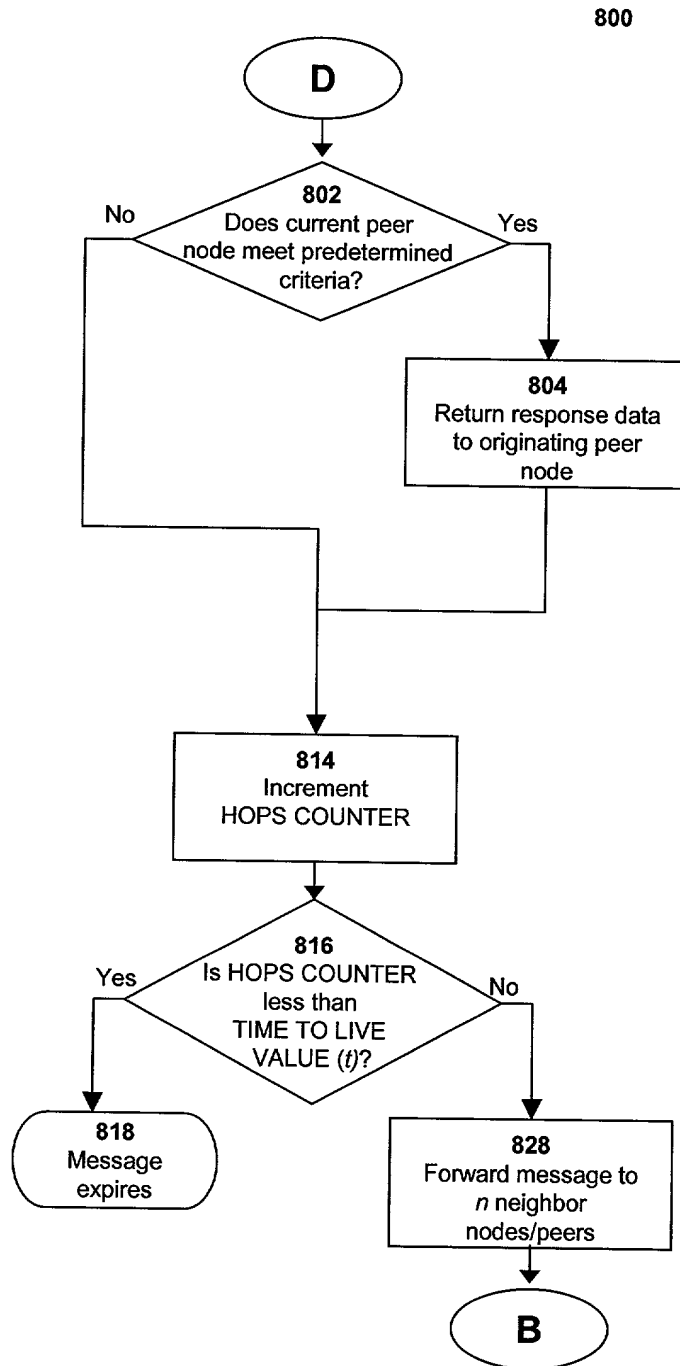 800
D
802
Does current peer
node meet predetermined
criteria?
No
Yes
804
Return response data
to originating peer
node
814
Increment
HOPS COUNTER
816
Is HOPS COUNTER
less than
TIME TO LIVE
VALUE (t)?
Yes
No
818
Message
expires
828
Forward message to
n neighbor
nodes/peers
B